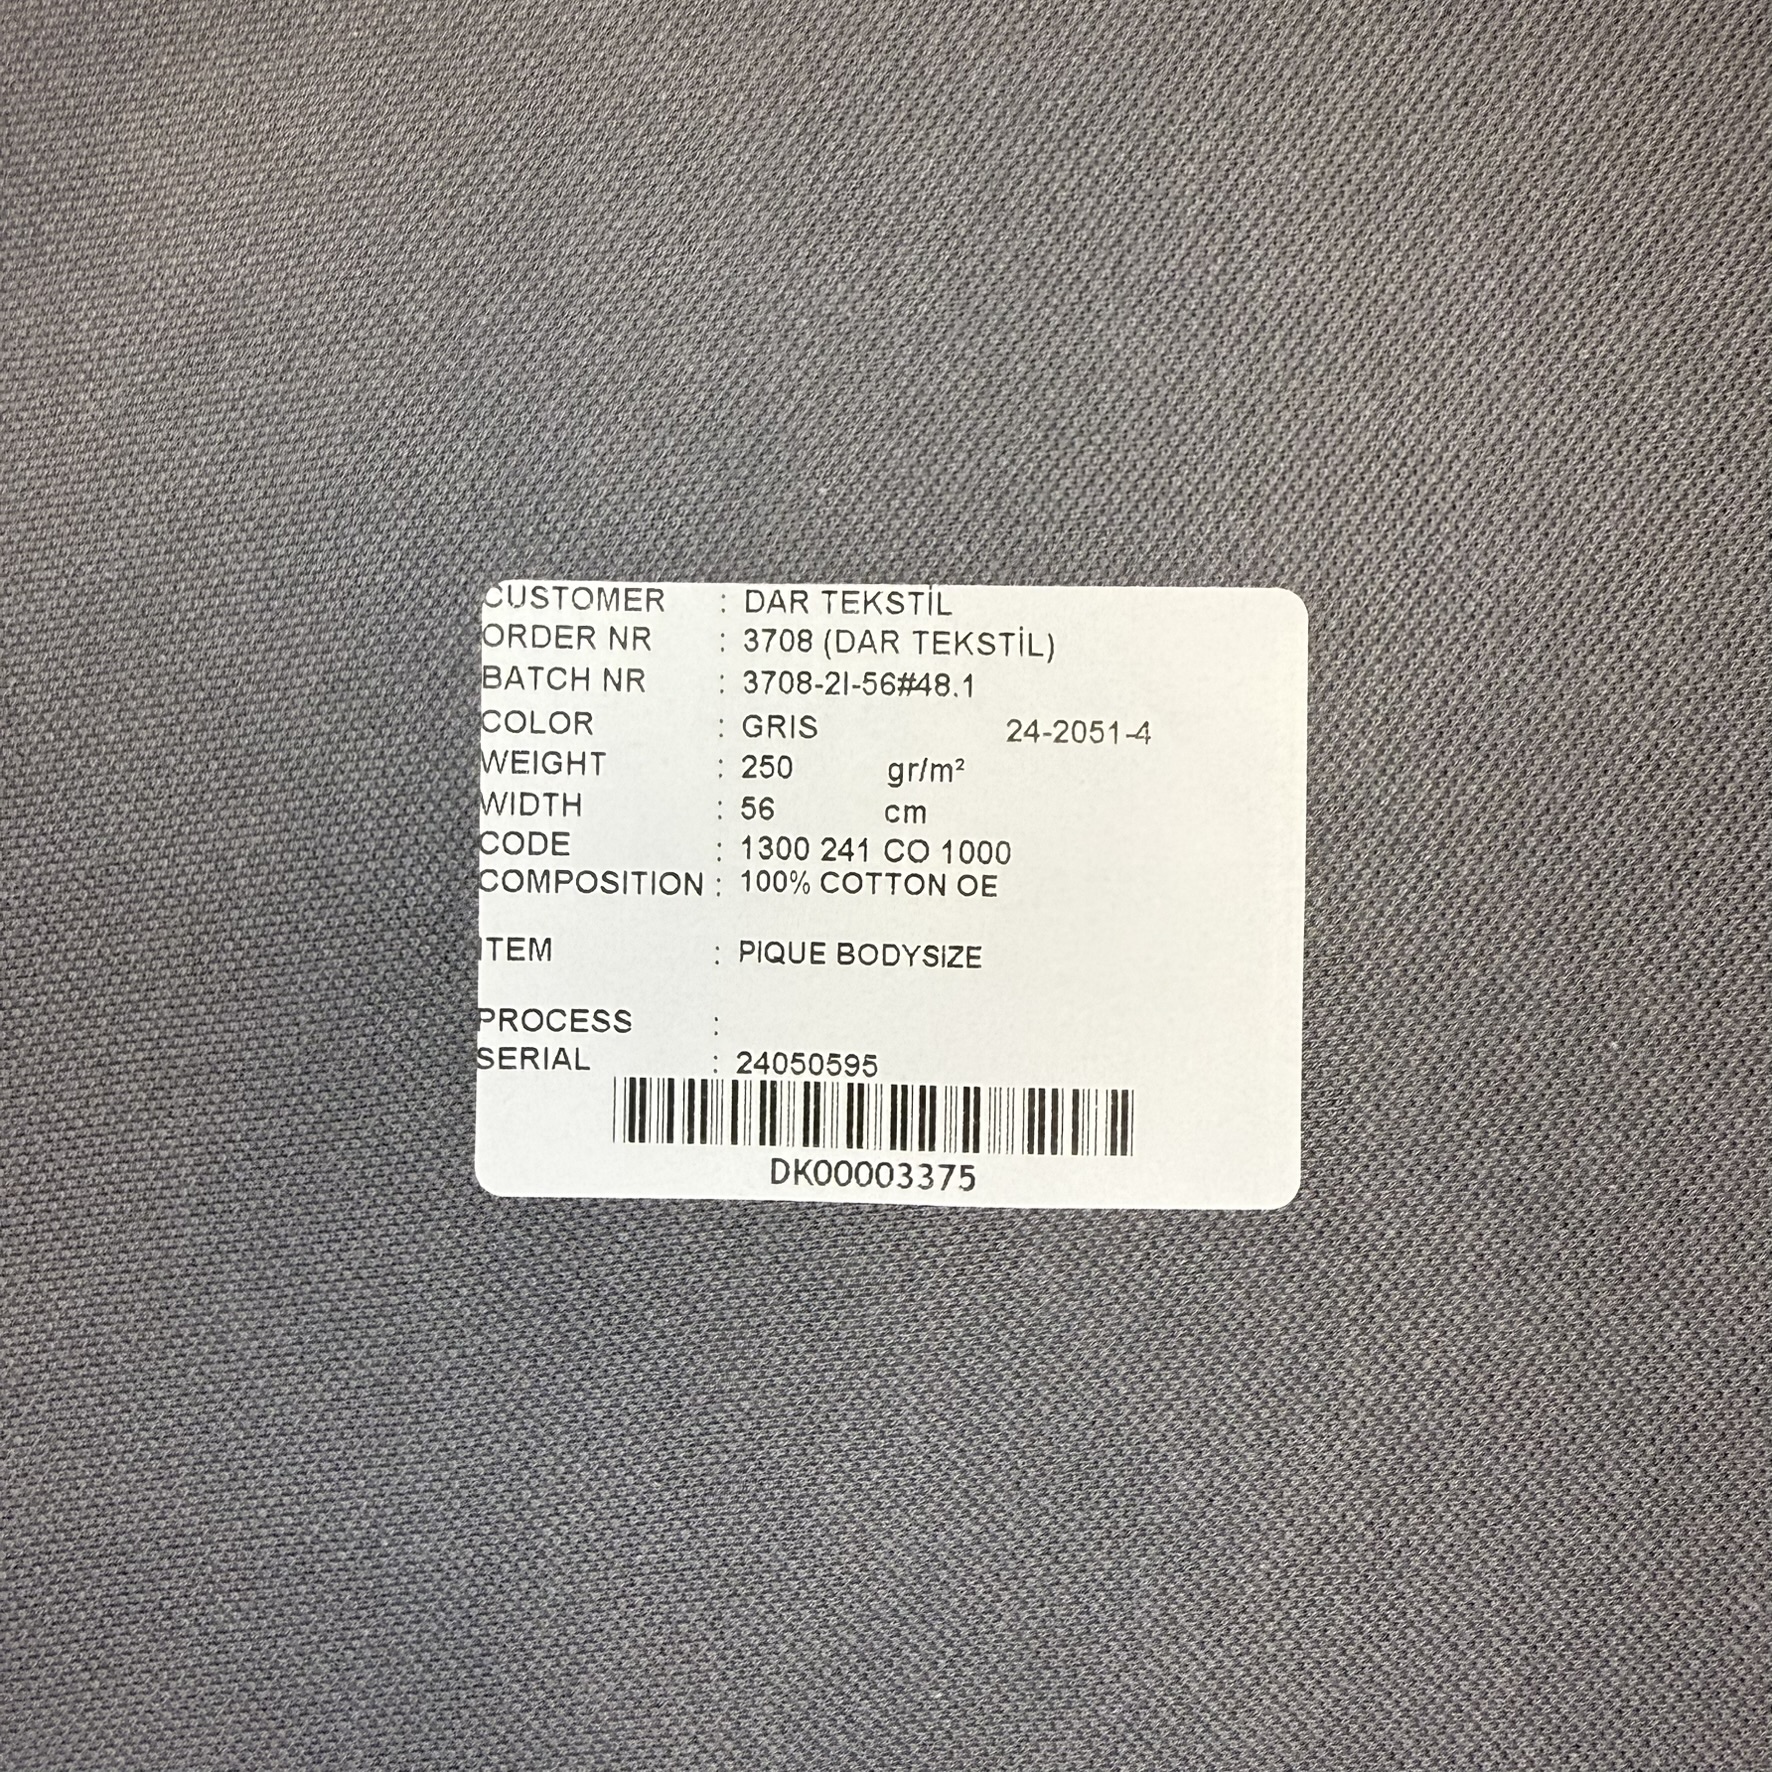 CUSTOMER : DAR TEKSTİL
ORDER NR : 3708 (DAR TEKSTİL)
BATCH NR : 3708-2I-56#48.1
COLOR : GRIS 24-2051-4
WEIGHT : 250 gr/m²
WIDTH : 56 cm
CODE : 1300 241 CO 1000
COMPOSITION : 100% COTTON OE
ITEM : PIQUE BODYSIZE
PROCESS :
SERIAL : 24050595
DK00003375